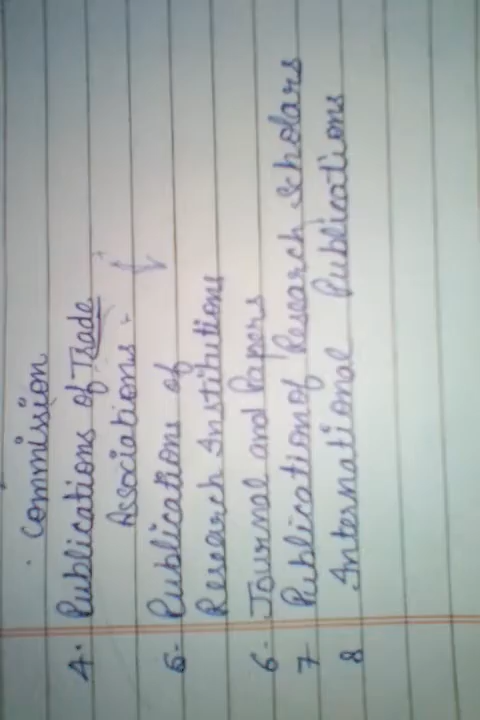 Commission
4. Publications of Trade
Associations.
5. Publications of
Research Institutions
6. Journal and Papers
7 Publication of Research Scholars
8 International Publications